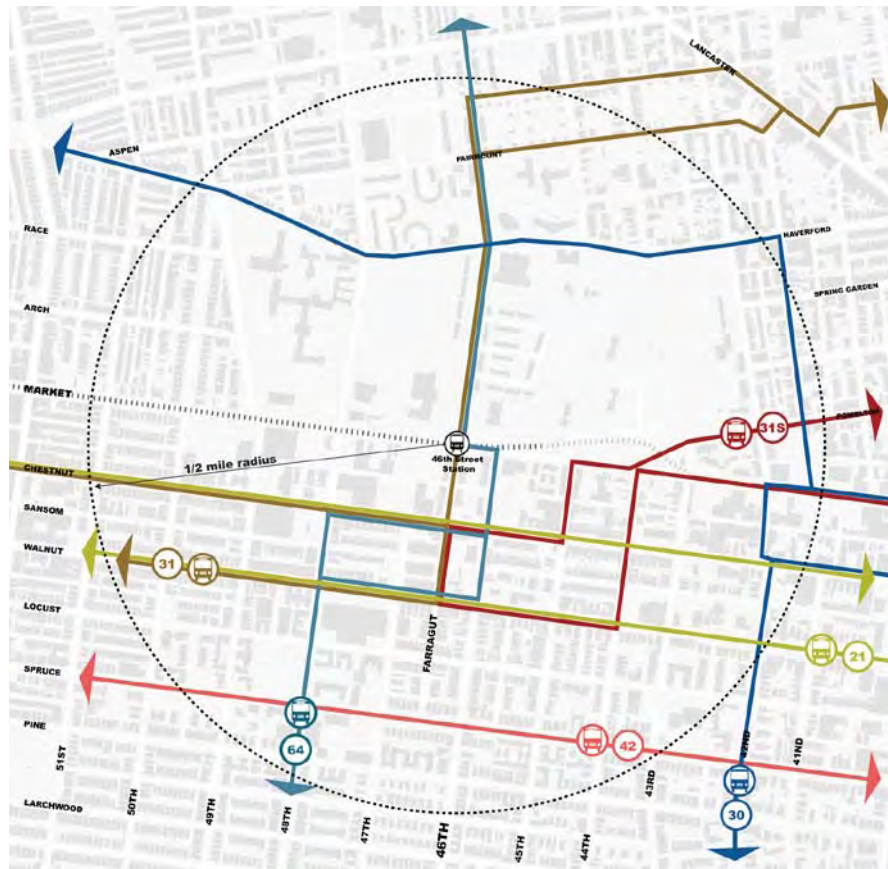 LANCASTER
ASPEN
FAIRMOUNT
RACE
HAVERFORD
SPRING GARDEN
ARCH
MARKET
31S
46th Street
Station
1/2 mile radius
CHESTNUT
SANSOM
WALNUT
31
LOCUST
FARRAGUT
21
SPRUCE
PINE
64
42
42ND
41ND
51ST
43RD
30
LARCHWOOD
50TH
49TH
48TH
47TH
46TH
45TH
44TH